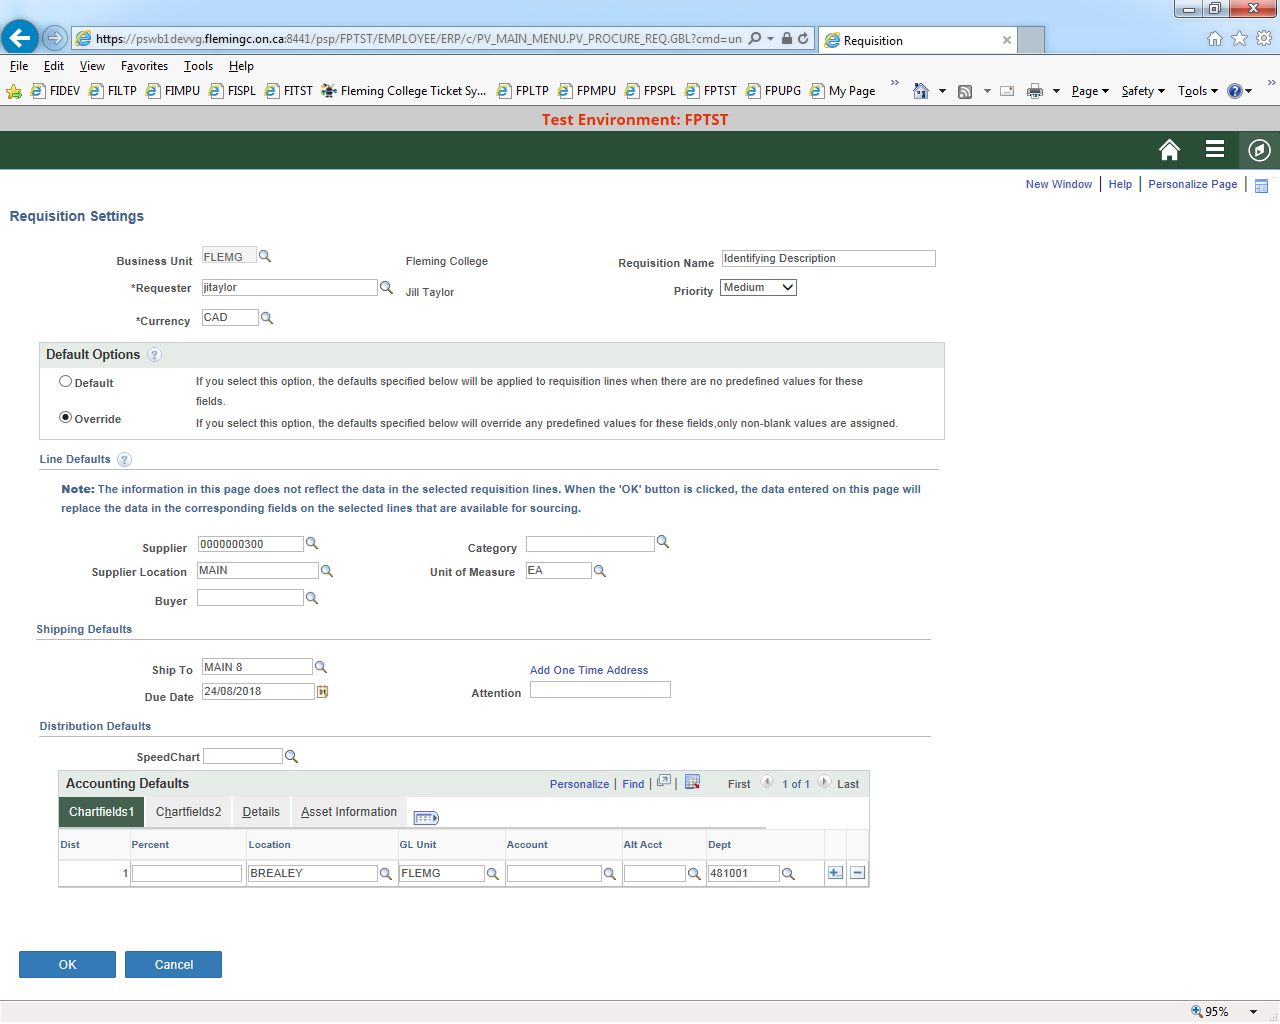 https://pswb1devvg.flemingc.on.ca:8441/psp/FPTST/EMPLOYEE/ERP/c/PV_MAIN_MENU.PV_PROCURE_REQ.GBL?cmd=un
Requisition
File Edit View Favorites Tools Help
FIDEV FILTP FIMPU FISPL FITST Fleming College Ticket Sy... FPLTP FPMPU FPSPL FPTST FPUPG My Page Page Safety Tools
Test Environment: FPTST
New Window Help Personalize Page
Requisition Settings
Business Unit FLEMG Fleming College Requisition Name Identifying Description
*Requester jitaylor Jill Taylor Priority Medium
*Currency CAD
Default Options
Default If you select this option, the defaults specified below will be applied to requisition lines when there are no predefined values for these
fields.
Override If you select this option, the defaults specified below will override any predefined values for these fields,only non-blank values are assigned.
Line Defaults
Note: The information in this page does not reflect the data in the selected requisition lines. When the 'OK' button is clicked, the data entered on this page will
replace the data in the corresponding fields on the selected lines that are available for sourcing.
Supplier 0000000300 Category
Supplier Location MAIN Unit of Measure EA
Buyer
Shipping Defaults
Ship To MAIN 8 Add One Time Address
Due Date 24/08/2018 Attention
Distribution Defaults
SpeedChart
Accounting Defaults Personalize | Find | | First 1 of 1 Last
Chartfields1 Chartfields2 Details Asset Information
Dist Percent Location GL Unit Account Alt Acct Dept
1 BREALEY FLEMG 481001
OK Cancel
95%